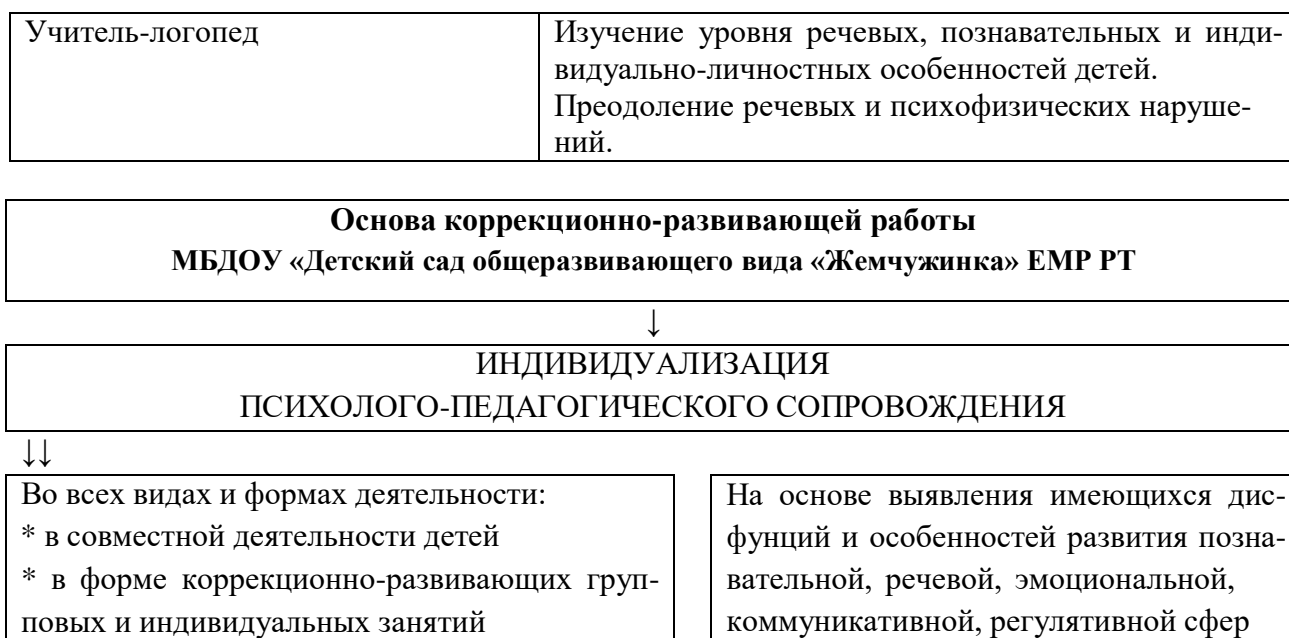 Учитель-логопед
Изучение уровня речевых, познавательных и инди-
видуально-личностных особенностей детей.
Преодоление речевых и психофизических наруше-
ний.
Основа коррекционно-развивающей работы
МБДОУ «Детский сад общеразвивающего вида «Жемчужинка» ЕМР РТ
↓
ИНДИВИДУАЛИЗАЦИЯ
ПСИХОЛОГО-ПЕДАГОГИЧЕСКОГО СОПРОВОЖДЕНИЯ
↓↓
Во всех видах и формах деятельности:
* в совместной деятельности детей
* в форме коррекционно-развивающих груп-
повых и индивидуальных занятий
На основе выявления имеющихся дис-
фунций и особенностей развития позна-
вательной, речевой, эмоциональной,
коммуникативной, регулятивной сфер